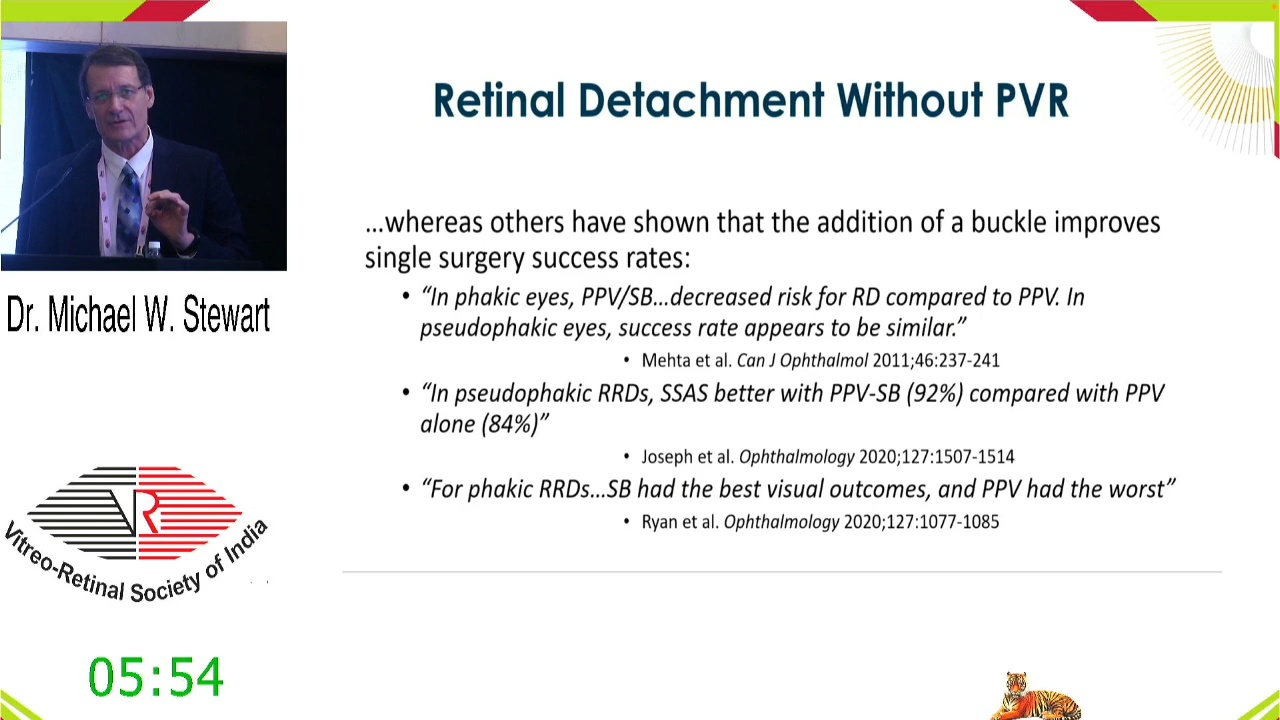 Retinal Detachment Without PVR
...whereas others have shown that the addition of a buckle improves
single surgery success rates:
• “In phakic eyes, PPV/SB...decreased risk for RD compared to PPV. In
pseudophakic eyes, success rate appears to be similar.”
• Mehta et al. Can J Ophthalmol 2011;46:237-241
• “In pseudophakic RRDs, SSAS better with PPV-SB (92%) compared with PPV
alone (84%)”
• Joseph et al. Ophthalmology 2020;127:1507-1514
• “For phakic RRDs...SB had the best visual outcomes, and PPV had the worst”
• Ryan et al. Ophthalmology 2020;127:1077-1085
Dr. Michael W. Stewart
VR
Vitreo-Retinal Society of India
05:54